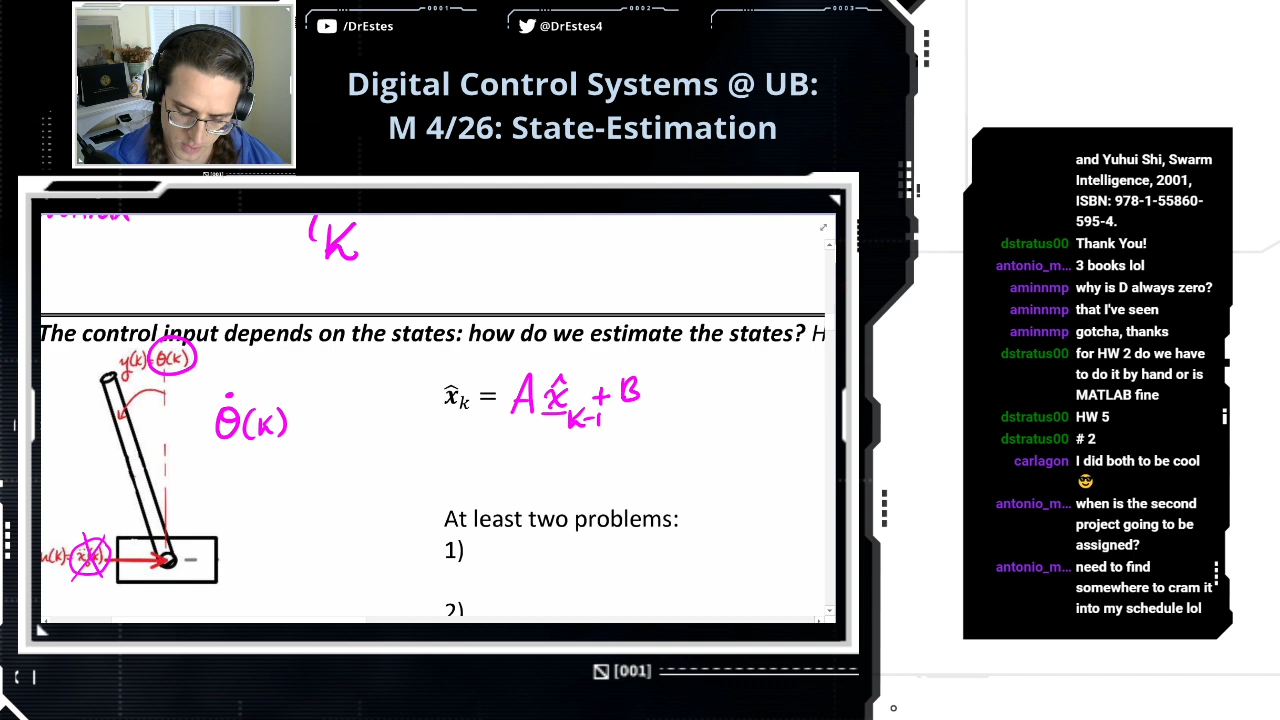 0001
0002
0003
/DrEstes
@DrEstes4
Digital Control Systems @ UB:
M 4/26: State-Estimation
[001]
K
The control input depends on the states: how do we estimate the states? H
y(k)=θ(k)
θ̇(k)
x̂ₖ = A x̂ₖ₋₁ + B
At least two problems:
1)
2)
[001]
and Yuhui Shi, Swarm
Intelligence, 2001,
ISBN: 978-1-55860-
595-4.
dstratus00 Thank You!
antonio_m... 3 books lol
aminnmp why is D always zero?
aminnmp that I've seen
aminnmp gotcha, thanks
dstratus00 for HW 2 do we have
to do it by hand or is
MATLAB fine
dstratus00 HW 5
dstratus00 # 2
carlagon I did both to be cool
😎
antonio_m... when is the second
project going to be
assigned?
antonio_m... need to find
somewhere to cram it
into my schedule lol